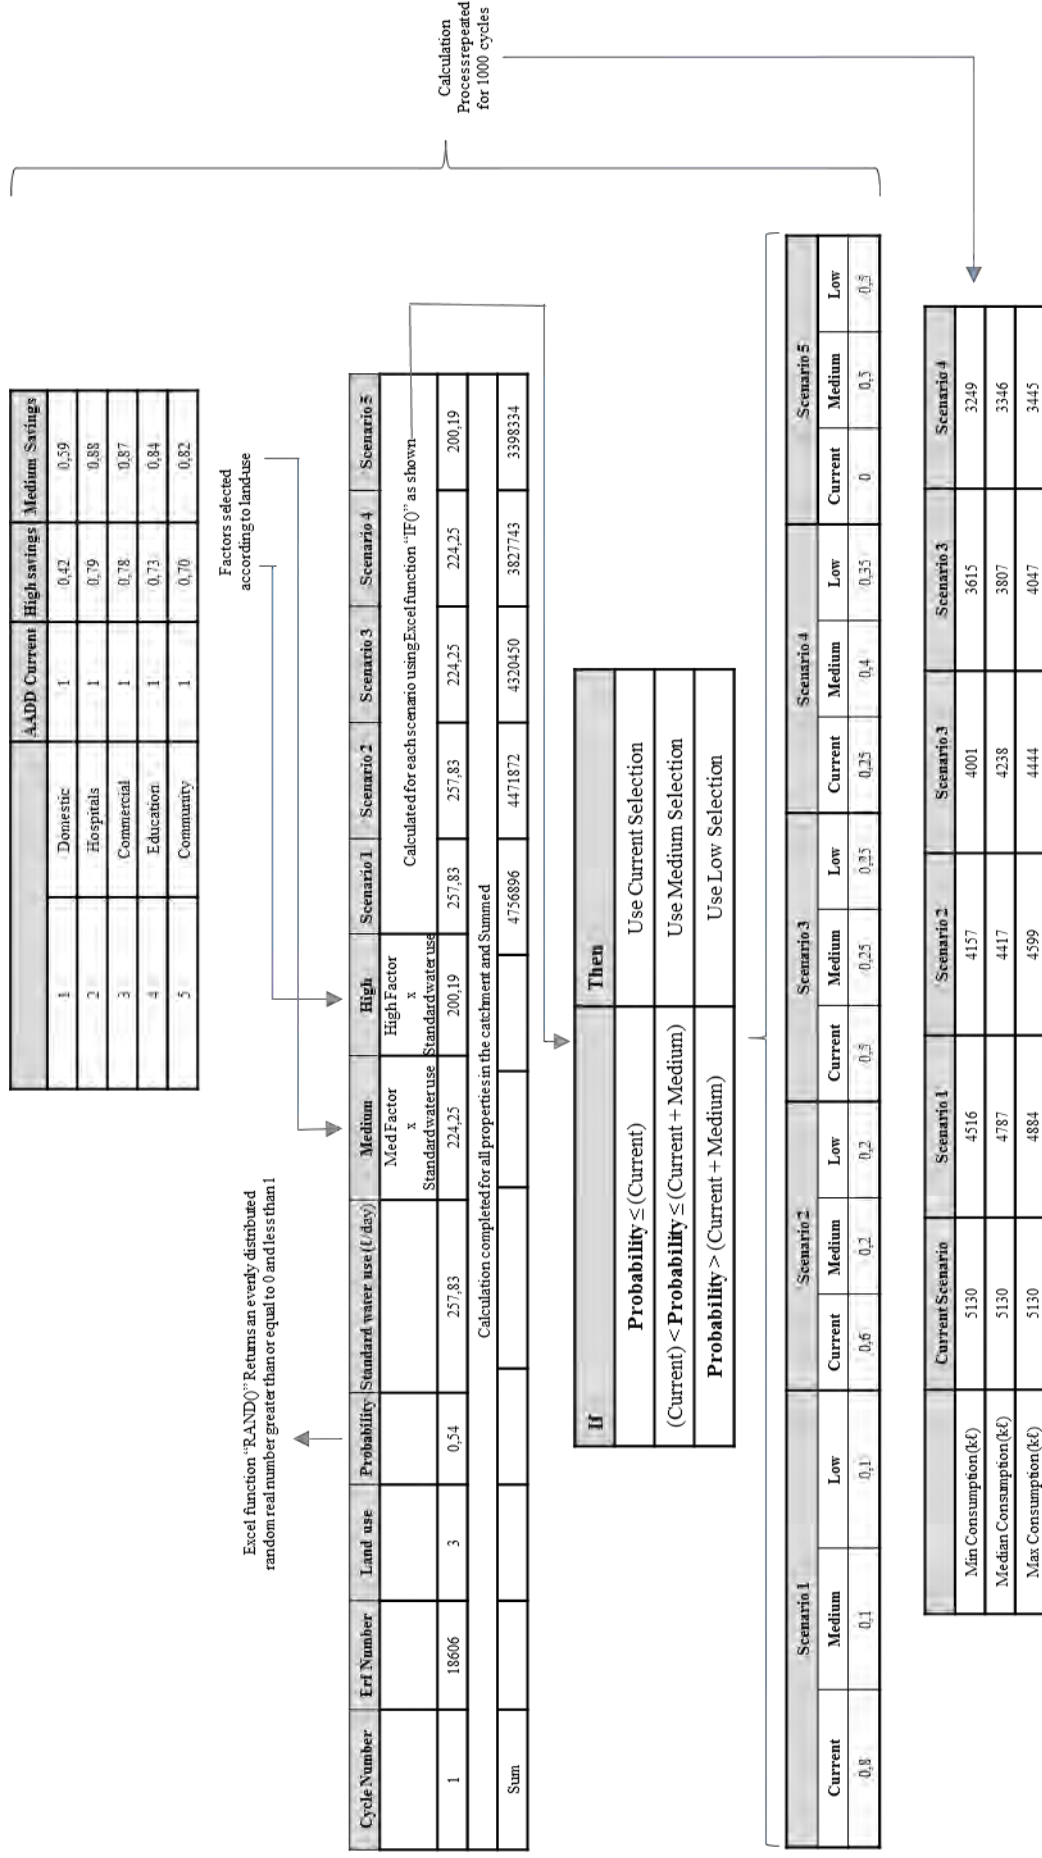 AADD Current High savings Medium Savings
1 Domestic 1 0,42 0,59
2 Hospitals 1 0,79 0,88
3 Commercial 1 0,78 0,87
4 Education 1 0,73 0,84
5 Community 1 0,70 0,82
Factors selected
according to land-use
Excel function "RAND()" Returns an evenly distributed
random real number greater than or equal to 0 and less than 1
Calculation
Process repeated
for 1000 cycles
Cycle Number Erf Number Land use Probability Standard water use (ℓ/day) Medium High Scenario 1 Scenario 2 Scenario 3 Scenario 4 Scenario 5
Med Factor
x
Standard water use
High Factor
x
Standard water use
Calculated for each scenario using Excel function "IF()" as shown
1 18606 3 0,54 257,83 224,25 200,19 257,83 257,83 224,25 224,25 200,19
Calculation completed for all properties in the catchment and Summed
Sum 4756896 4471872 4320450 3827743 3398334
If Then
Probability ≤ (Current) Use Current Selection
(Current) < Probability ≤ (Current + Medium) Use Medium Selection
Probability > (Current + Medium) Use Low Selection
Scenario 1 Scenario 2 Scenario 3 Scenario 4 Scenario 5
Current Medium Low Current Medium Low Current Medium Low Current Medium Low Current Medium Low
0,8 0,1 0,1 0,6 0,2 0,2 0,5 0,25 0,25 0,25 0,4 0,35 0 0,5 0,5
Current Scenario Scenario 1 Scenario 2 Scenario 3 Scenario 3 Scenario 4
Min Consumption (kℓ) 5130 4516 4157 4001 3615 3249
Median Consumption (kℓ) 5130 4787 4417 4238 3807 3346
Max Consumption (kℓ) 5130 4884 4599 4444 4047 3445